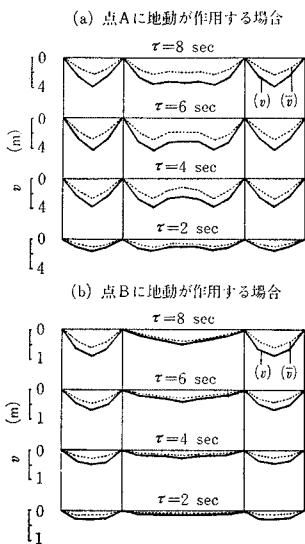 (a) 点Aに地動が作用する場合
τ=8 sec
0
4
(v) (v̄)
τ=6 sec
0
4
(m)
τ=4 sec
0
4
v
τ=2 sec
0
4
(b) 点Bに地動が作用する場合
τ=8 sec
0
1
(v) (v̄)
τ=6 sec
0
1
(m)
τ=4 sec
0
1
v
τ=2 sec
0
1